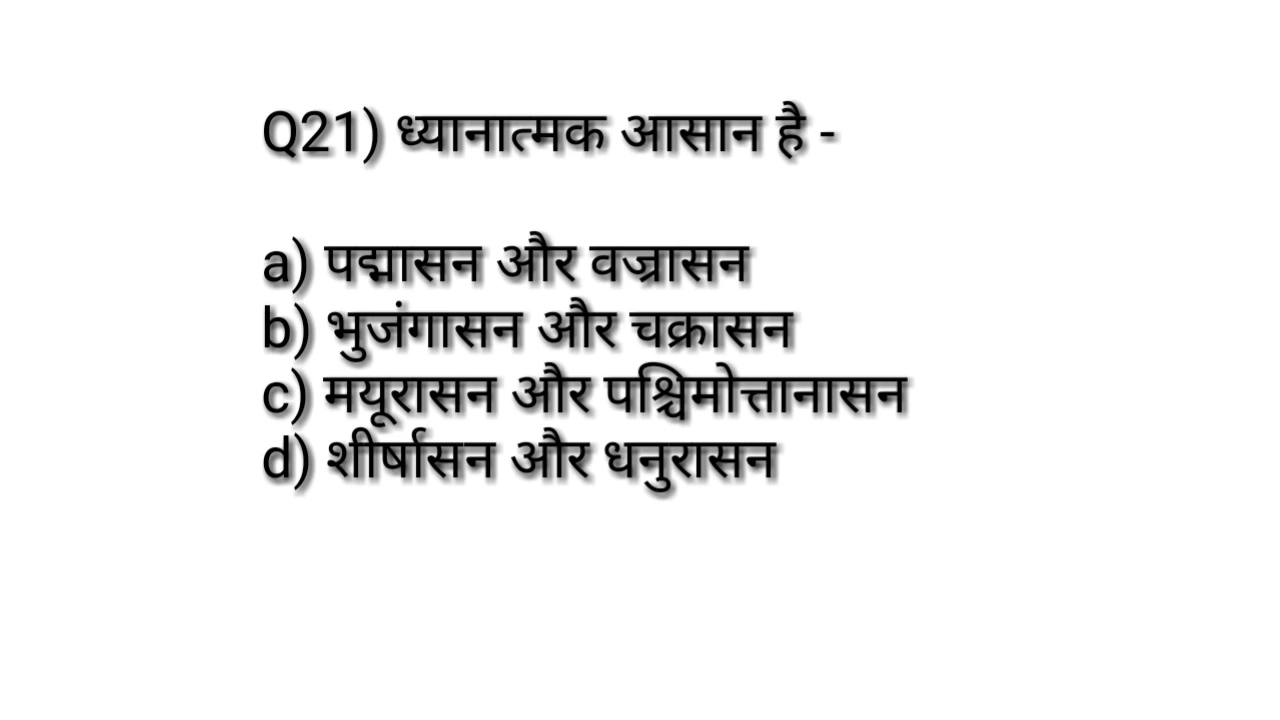 Q21) ध्यानात्मक आसान है -
a) पद्मासन और वज्रासन
b) भुजंगासन और चक्रासन
c) मयूरासन और पश्चिमोत्तानासन
d) शीर्षासन और धनुरासन